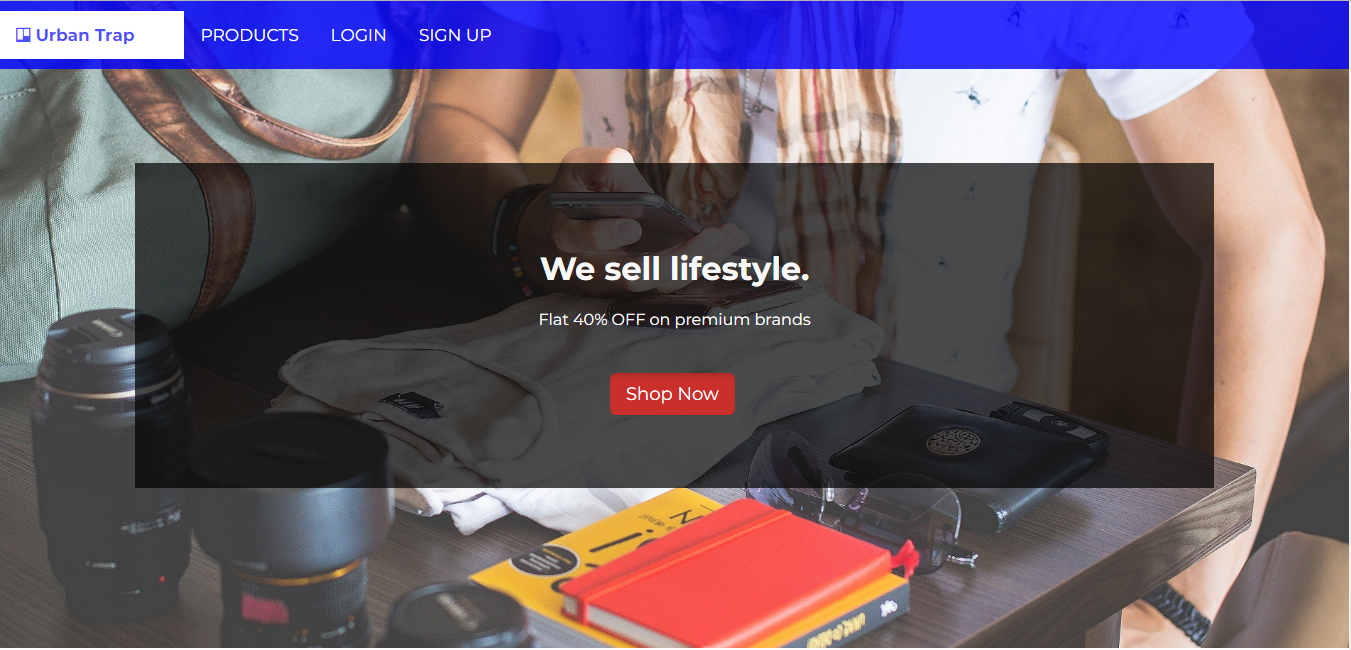 Urban Trap
PRODUCTS
LOGIN
SIGN UP
We sell lifestyle.
Flat 40% OFF on premium brands
Shop Now